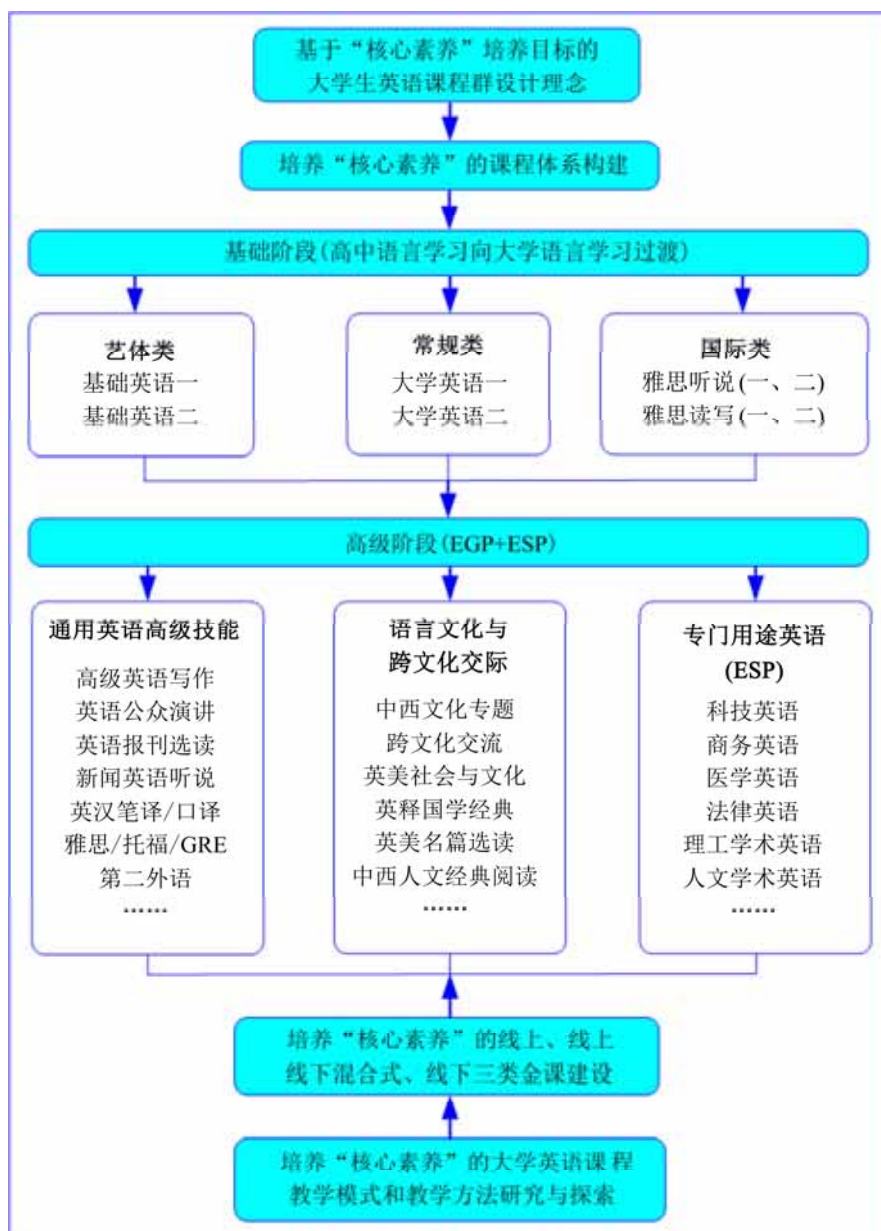 基于“核心素养”培养目标的
大学生英语课程群设计理念
培养“核心素养”的课程体系构建
基础阶段(高中语言学习向大学语言学习过渡)
艺体类
基础英语一
基础英语二
常规类
大学英语一
大学英语二
国际类
雅思听说(一、二)
雅思读写(一、二)
高级阶段(EGP+ESP)
通用英语高级技能
高级英语写作
英语公众演讲
英语报刊选读
新闻英语听说
英汉笔译/口译
雅思/托福/GRE
第二外语
……
语言文化与
跨文化交际
中西文化专题
跨文化交流
英美社会与文化
英释国学经典
英美名篇选读
中西人文经典阅读
……
专门用途英语
(ESP)
科技英语
商务英语
医学英语
法律英语
理工学术英语
人文学术英语
……
培养“核心素养”的线上、线上
线下混合式、线下三类金课建设
培养“核心素养”的大学英语课程
教学模式和教学方法研究与探索